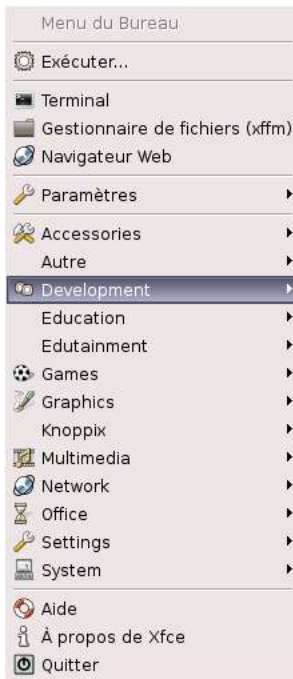 Menu du Bureau
Exécuter...
Terminal
Gestionnaire de fichiers (xffm)
Navigateur Web
Paramètres
Accessories
Autre
Development
Education
Edutainment
Games
Graphics
Knoppix
Multimedia
Network
Office
Settings
System
Aide
À propos de Xfce
Quitter